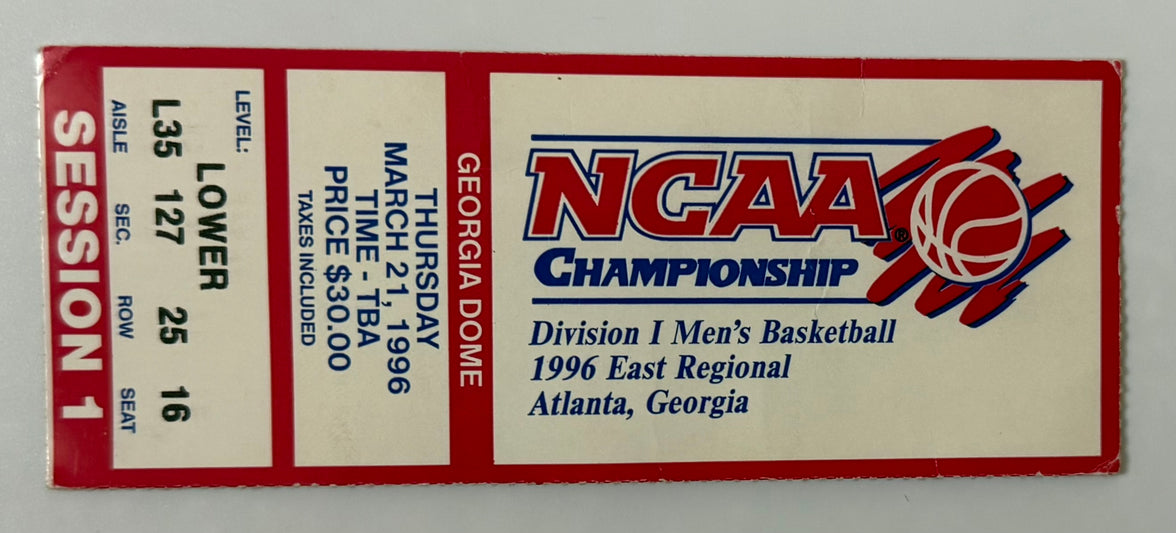 NCAA®
CHAMPIONSHIP
Division I Men's Basketball
1996 East Regional
Atlanta, Georgia
GEORGIA DOME
THURSDAY
MARCH 21, 1996
TIME - TBA
PRICE $30.00
TAXES INCLUDED
LEVEL:
LOWER
L35 127 25 16
AISLE SEC. ROW SEAT
SESSION 1